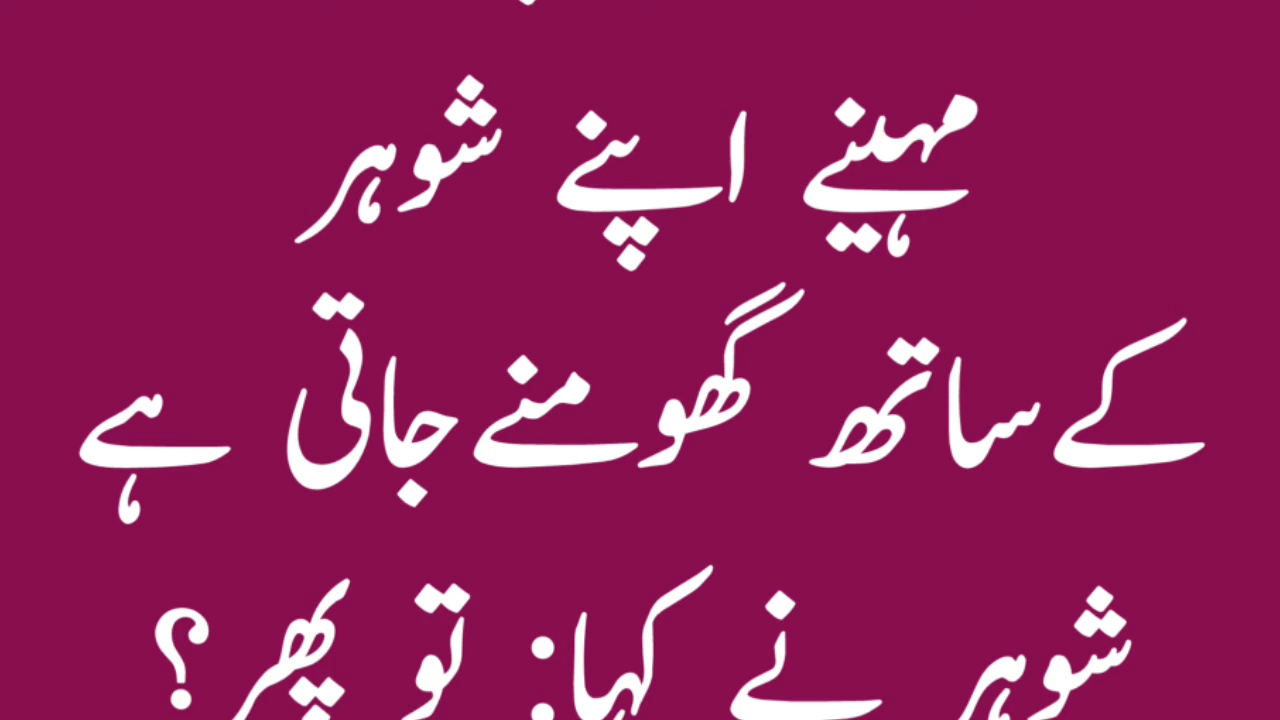 مہینے اپنے شوہر
کے ساتھ گھومنے جاتی ہے
شوہر نے کہا: تو پھر؟